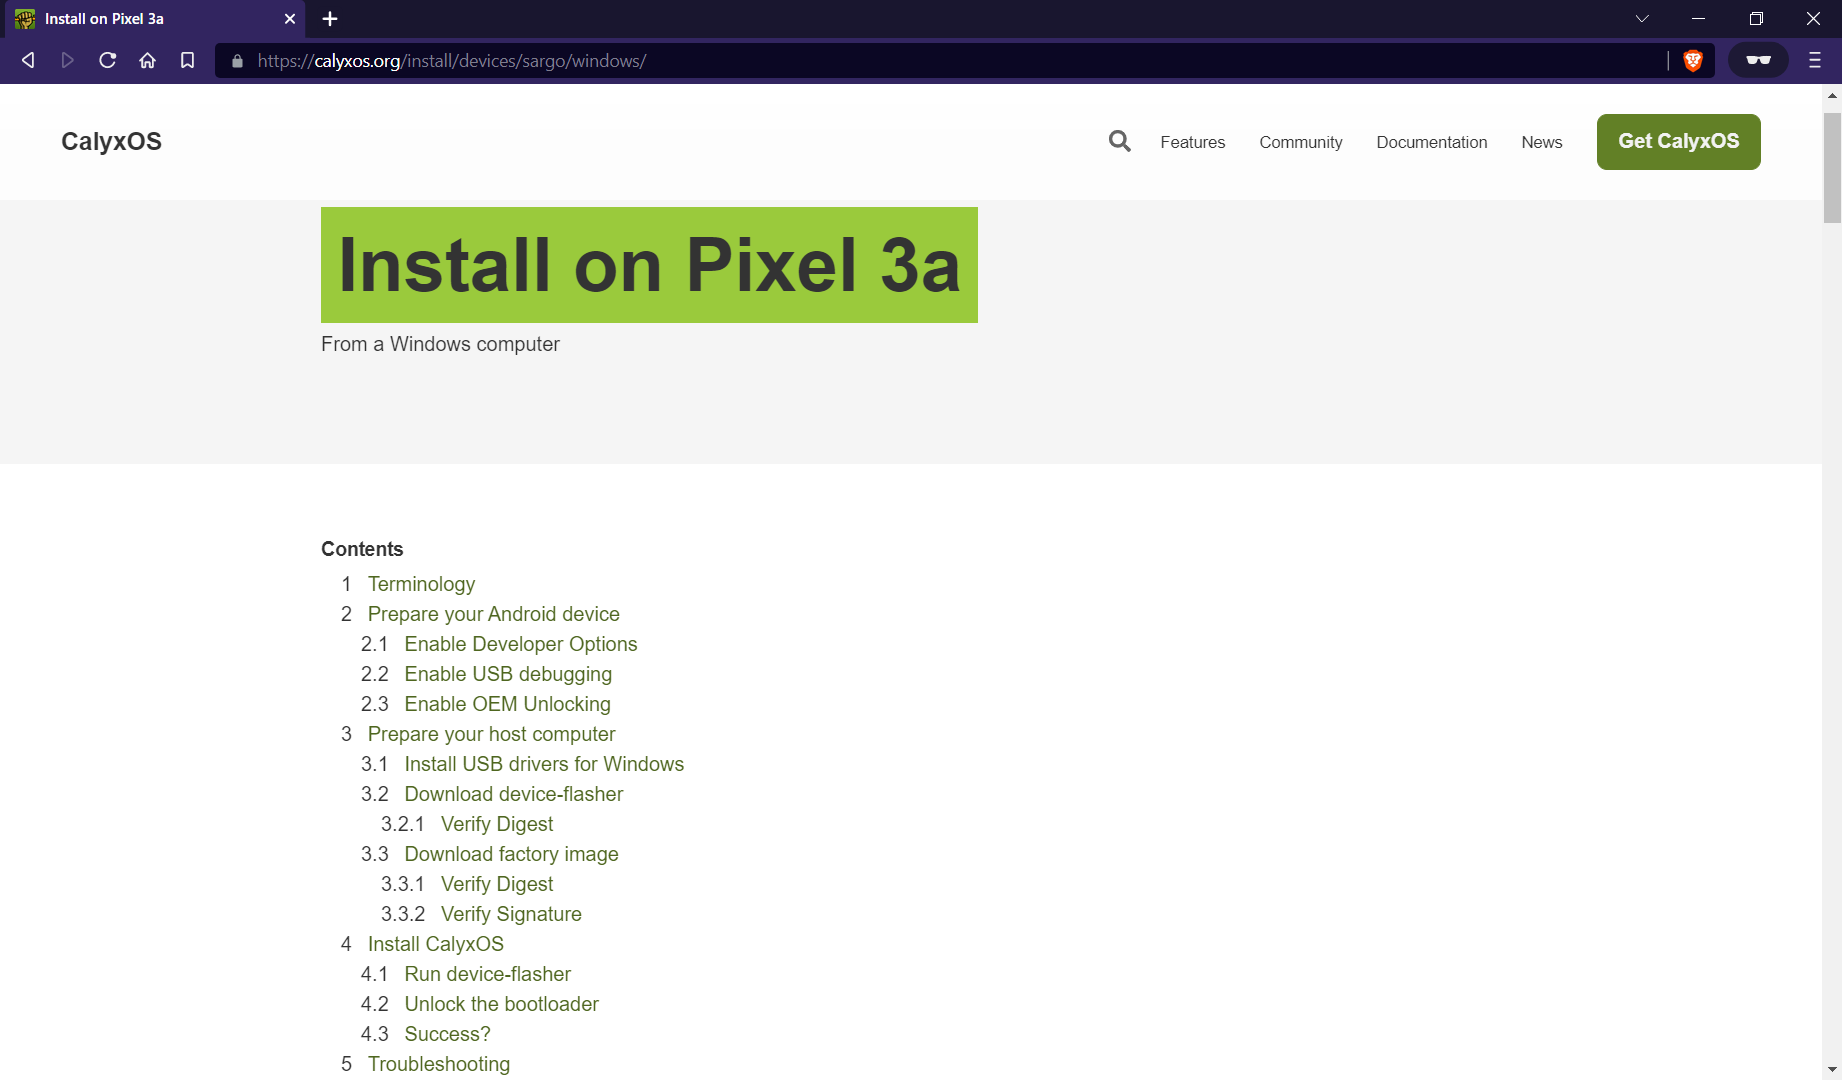 Install on Pixel 3a
https://calyxos.org/install/devices/sargo/windows/
CalyxOS
Features
Community
Documentation
News
Get CalyxOS
Install on Pixel 3a
From a Windows computer
Contents
1 Terminology
2 Prepare your Android device
2.1 Enable Developer Options
2.2 Enable USB debugging
2.3 Enable OEM Unlocking
3 Prepare your host computer
3.1 Install USB drivers for Windows
3.2 Download device-flasher
3.2.1 Verify Digest
3.3 Download factory image
3.3.1 Verify Digest
3.3.2 Verify Signature
4 Install CalyxOS
4.1 Run device-flasher
4.2 Unlock the bootloader
4.3 Success?
5 Troubleshooting